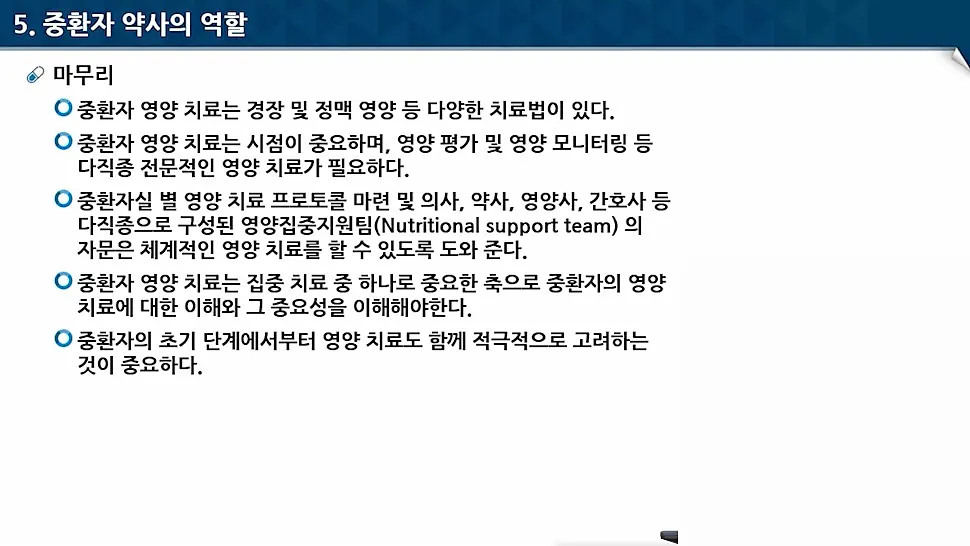 5. 중환자 약사의 역할
마무리
중환자 영양 치료는 경장 및 정맥 영양 등 다양한 치료법이 있다.
중환자 영양 치료는 시점이 중요하며, 영양 평가 및 영양 모니터링 등
다직종 전문적인 영양 치료가 필요하다.
중환자실 별 영양 치료 프로토콜 마련 및 의사, 약사, 영양사, 간호사 등
다직종으로 구성된 영양집중지원팀(Nutritional support team) 의
자문은 체계적인 영양 치료를 할 수 있도록 도와 준다.
중환자 영양 치료는 집중 치료 중 하나로 중요한 축으로 중환자의 영양
치료에 대한 이해와 그 중요성을 이해해야한다.
중환자의 초기 단계에서부터 영양 치료도 함께 적극적으로 고려하는
것이 중요하다.